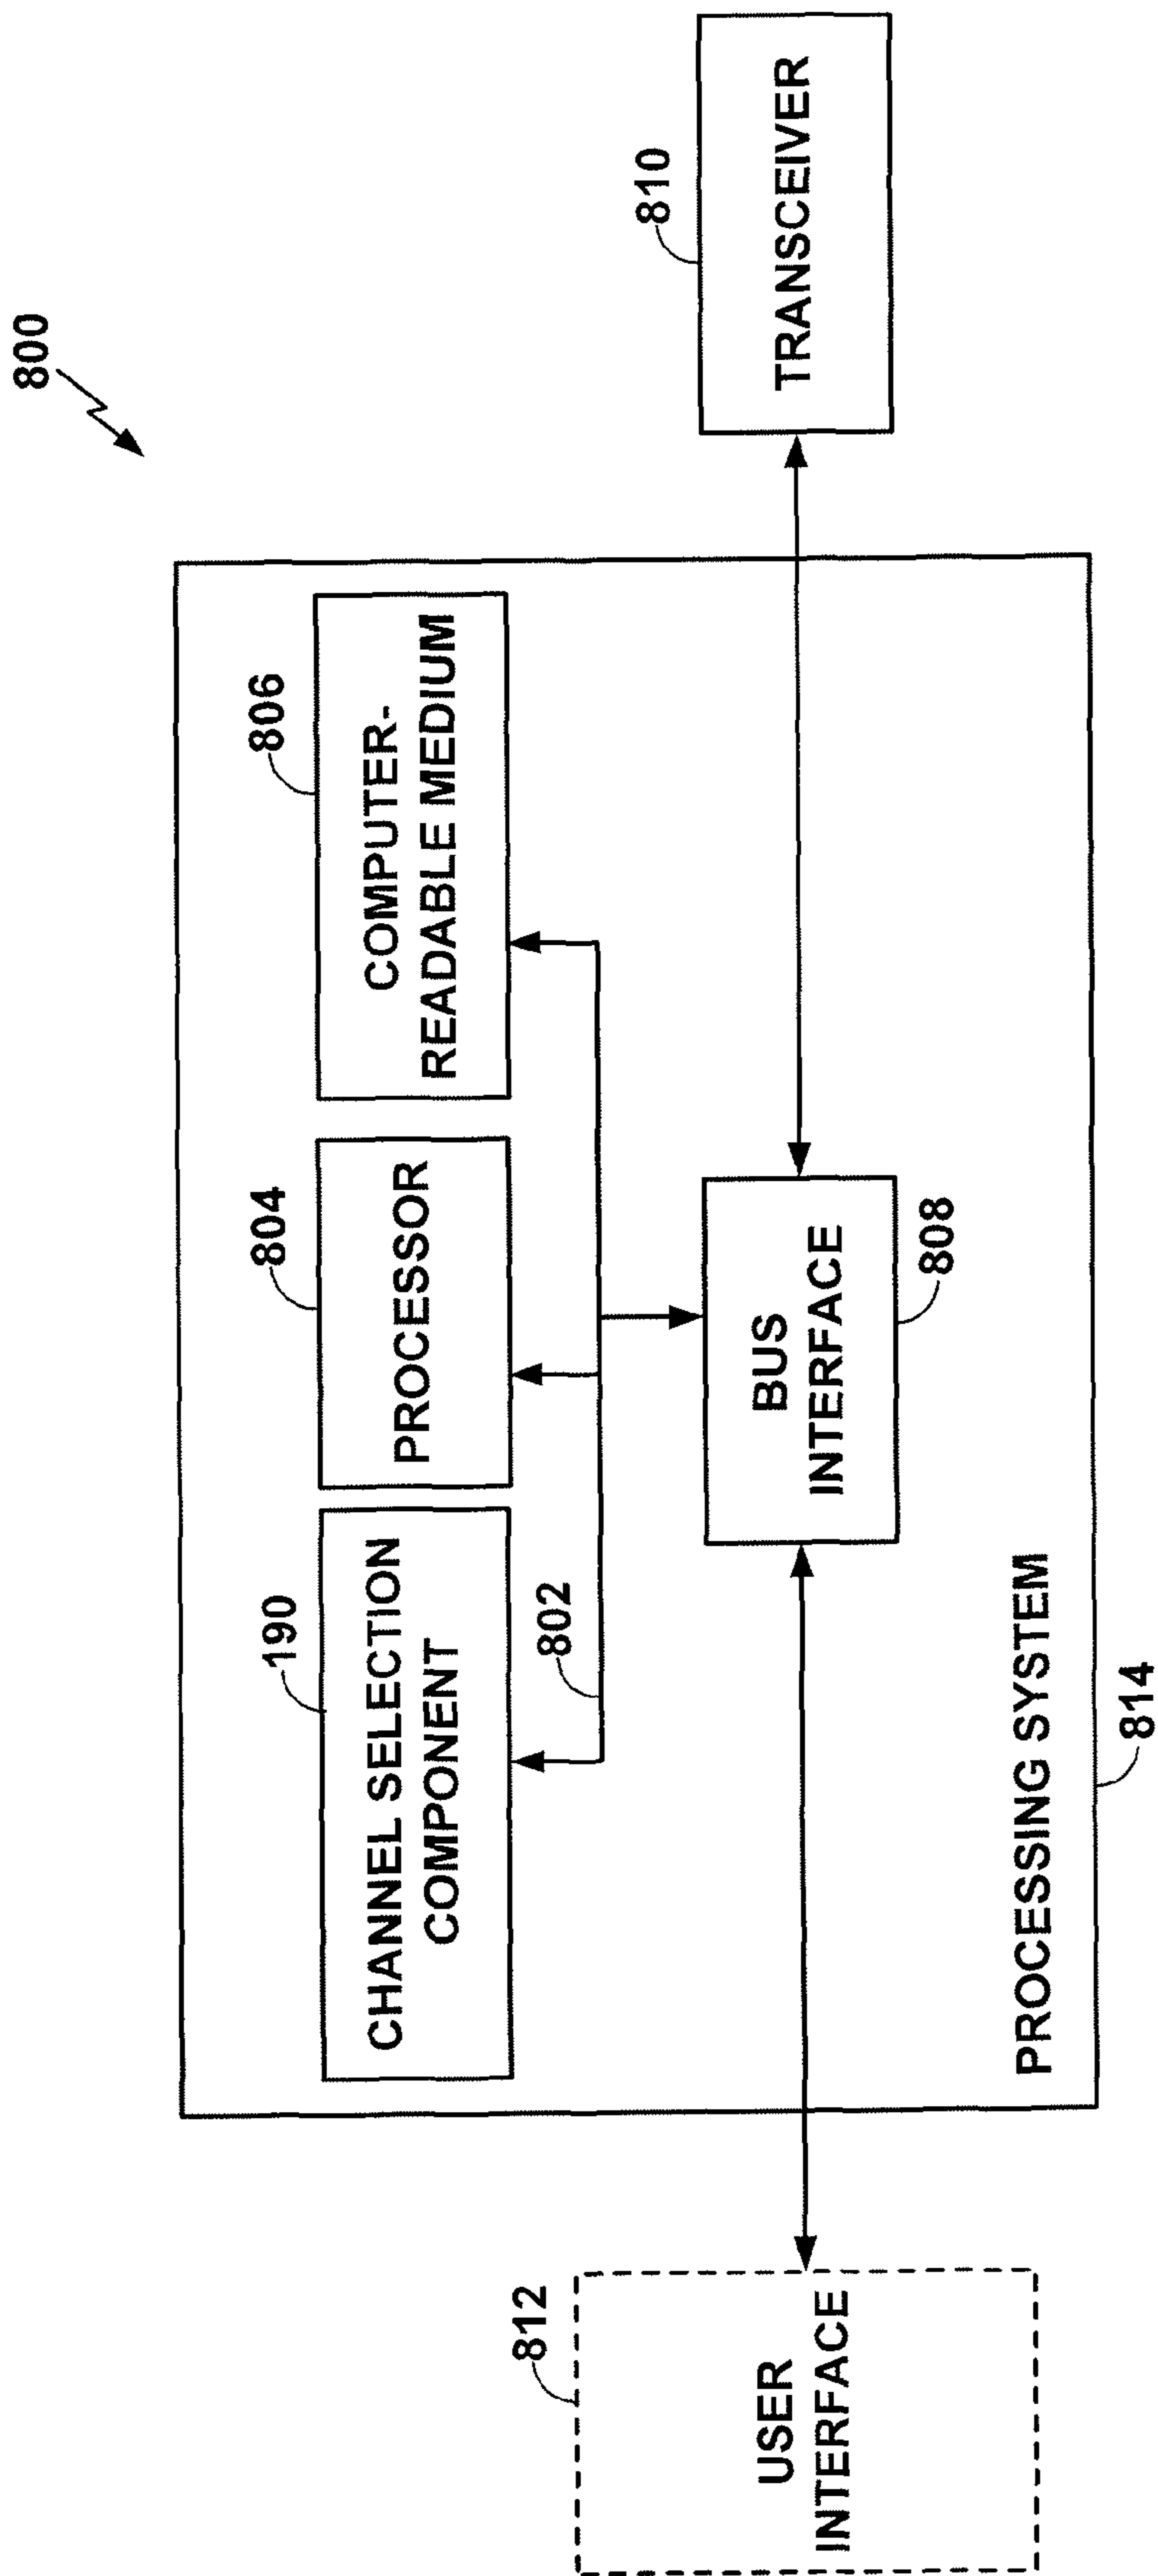 800
190
CHANNEL SELECTION
COMPONENT
804
PROCESSOR
806
COMPUTER-
READABLE MEDIUM
802
812
USER
INTERFACE
BUS
INTERFACE
808
810
TRANSCEIVER
PROCESSING SYSTEM
814